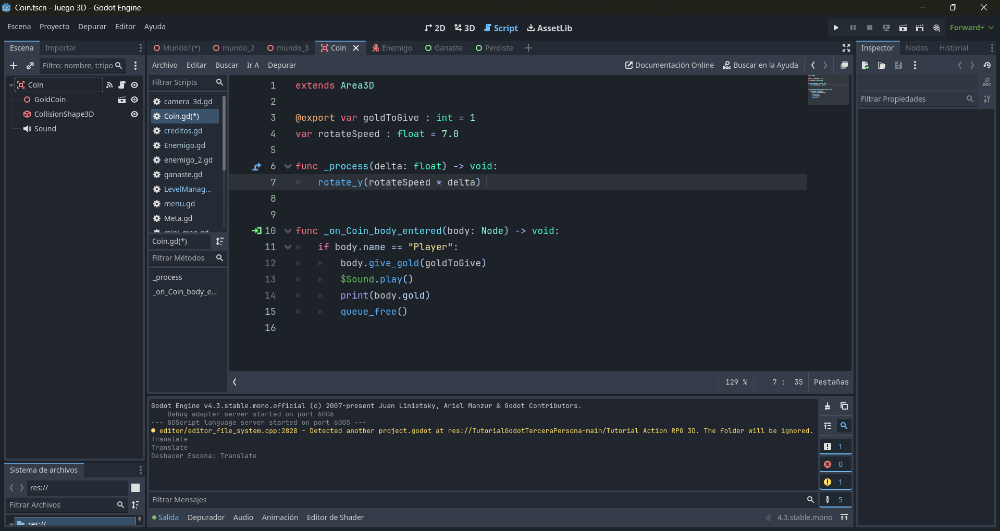 Coin.tscn - Juego 3D - Godot Engine
Escena Proyecto Depurar Editor Ayuda
2D 3D Script AssetLib
Forward+
Escena Importar
Filtro: nombre, t:tipo
Coin
GoldCoin
CollisionShape3D
Sound
Mundo1(*) mundo_2 mundo_3 Coin Enemigo Ganaste Perdiste
Archivo Editar Buscar Ir A Depurar
Documentación Online Buscar en la Ayuda
Filtrar Scripts
camera_3d.gd
Coin.gd(*)
creditos.gd
Enemigo.gd
enemigo_2.gd
ganaste.gd
LevelManag...
menu.gd
Meta.gd
mini_map.gd
Coin.gd(*)
Filtrar Métodos
_process
_on_Coin_body_e...
1 extends Area3D
2
3 @export var goldToGive : int = 1
4 var rotateSpeed : float = 7.0
5
6 func _process(delta: float) -> void:
7 rotate_y(rotateSpeed * delta)
8
9
10 func _on_Coin_body_entered(body: Node) -> void:
11 if body.name == "Player":
12 body.give_gold(goldToGive)
13 $Sound.play()
14 print(body.gold)
15 queue_free()
16
129 % 7 : 35 Pestañas
Godot Engine v4.3.stable.mono.official (c) 2007-present Juan Linietsky, Ariel Manzur & Godot Contributors.
--- Debug adapter server started on port 6006 ---
--- GDScript language server started on port 6005 ---
editor/editor_file_system.cpp:2828 - Detected another project.godot at res://TutorialGodotTerceraPersona-main/Tutorial Action RPG 3D. The folder will be ignored.
Translate
Translate
Deshacer Escena: Translate
1
0
1
5
Filtrar Mensajes
Salida Depurador Audio Animación Editor de Shader
4.3.stable.mono
Inspector Nodos Historial
DOC
Filtrar Propiedades
Sistema de archivos
res://
Filtrar Archivos
res://